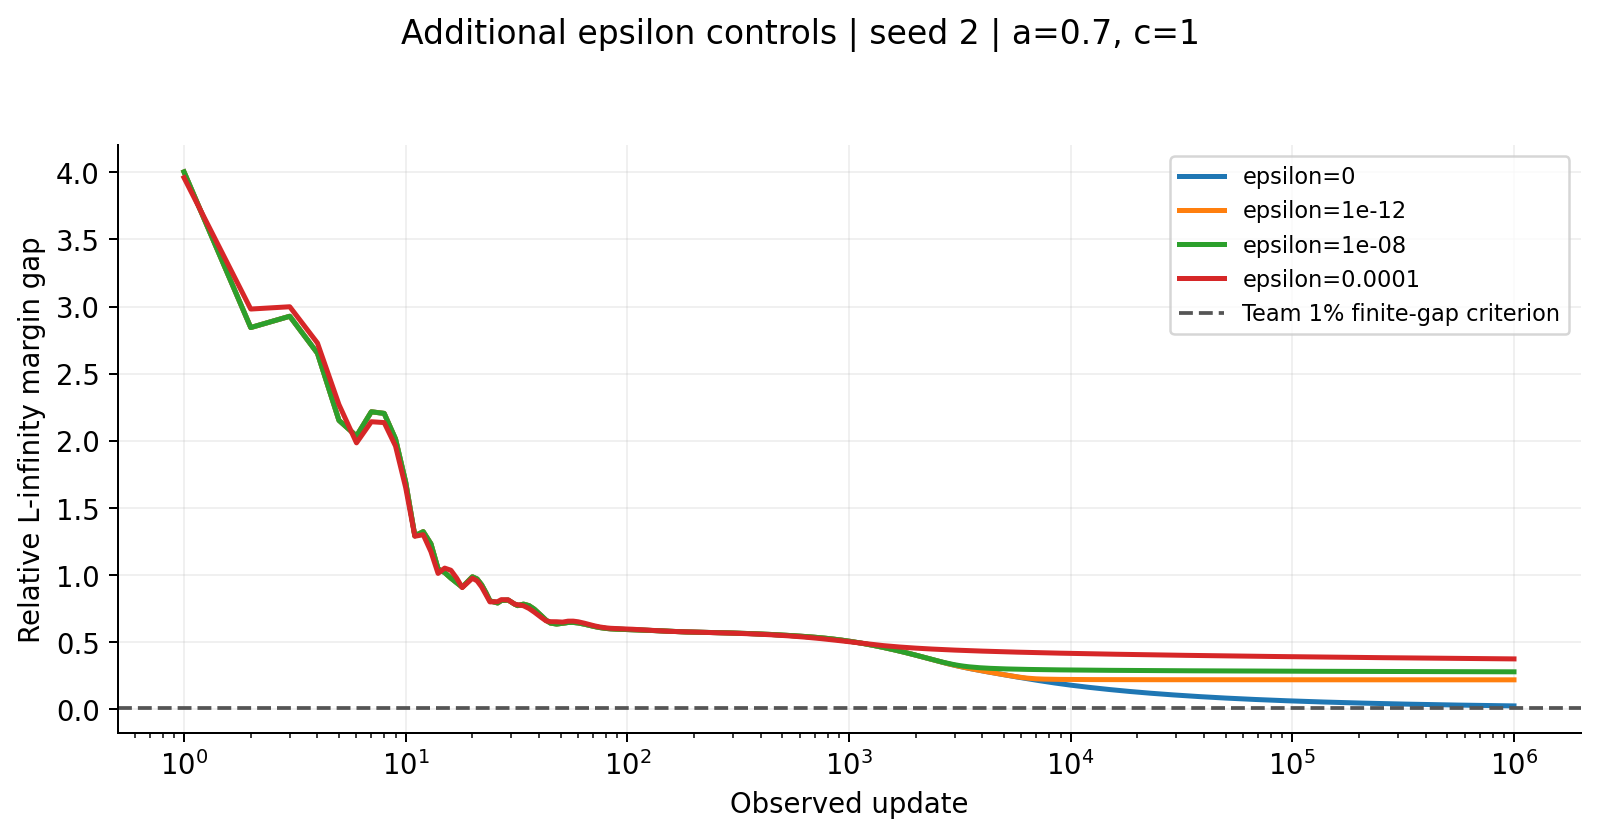 Additional epsilon controls | seed 2 | a=0.7, c=1
Relative L-infinity margin gap
4.0
3.5
3.0
2.5
2.0
1.5
1.0
0.5
0.0
epsilon=0
epsilon=1e-12
epsilon=1e-08
epsilon=0.0001
Team 1% finite-gap criterion
10⁰ 10¹ 10² 10³ 10⁴ 10⁵ 10⁶
Observed update